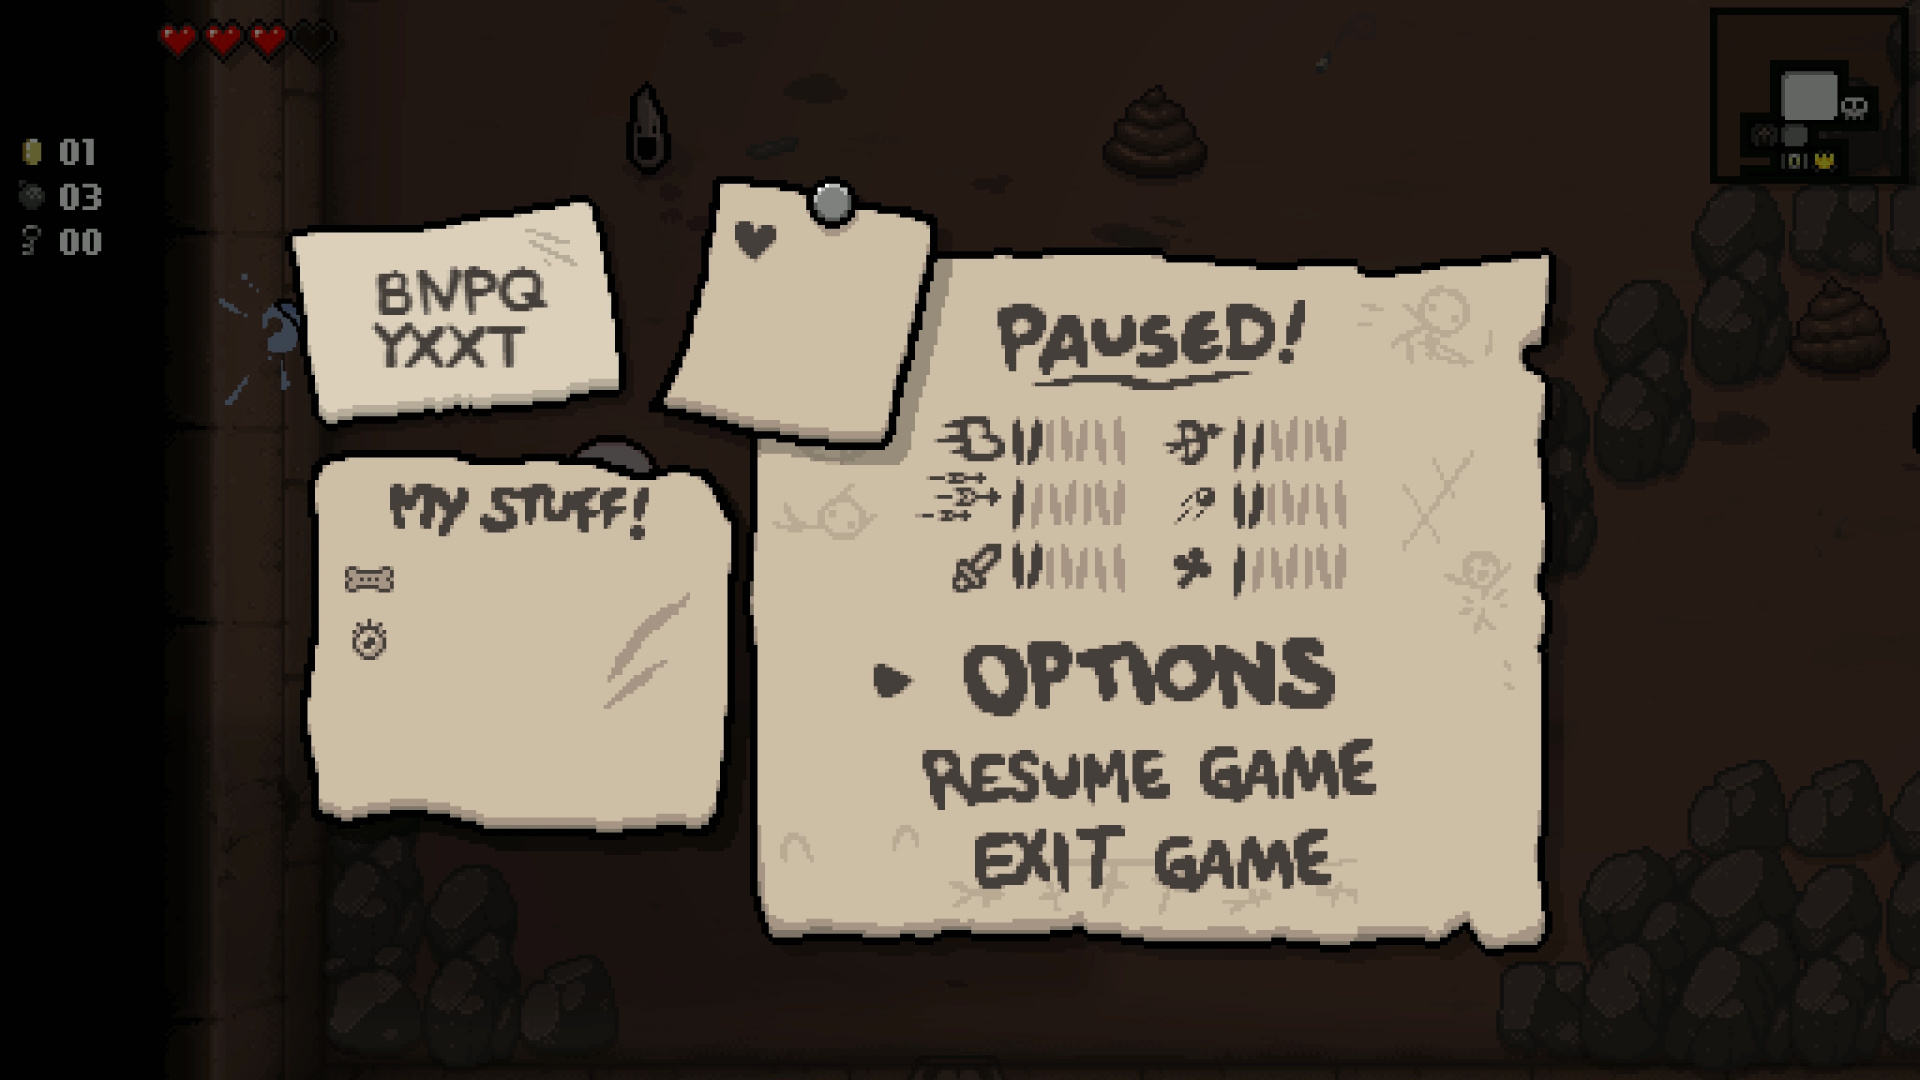 01
03
00
BNPQ
YXXT
MY STUFF!
PAUSED!
OPTIONS
RESUME GAME
EXIT GAME